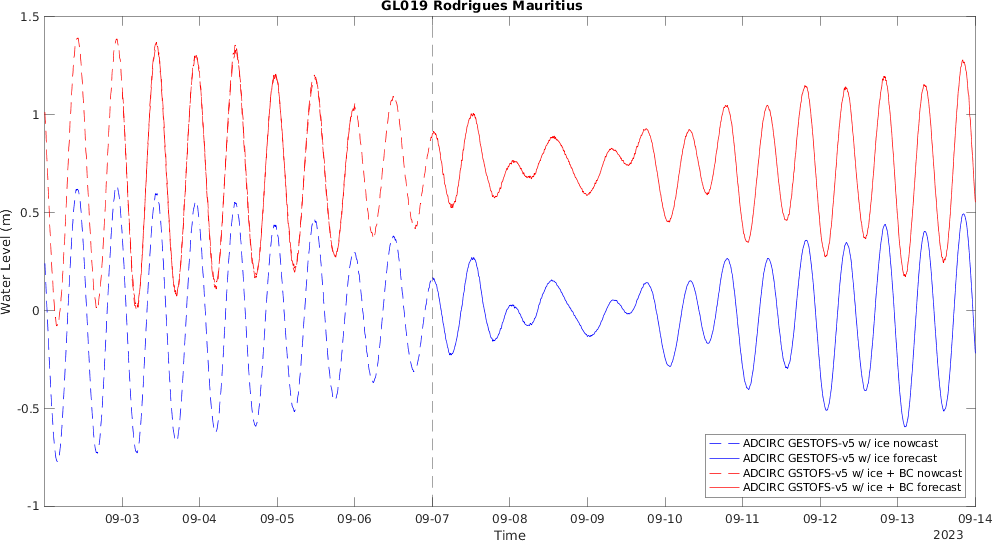 GL019 Rodrigues Mauritius
1.5
1
0.5
0
-0.5
-1
Water Level (m)
ADCIRC GESTOFS-v5 w/ ice nowcast
ADCIRC GESTOFS-v5 w/ ice forecast
ADCIRC GSTOFS-v5 w/ ice + BC nowcast
ADCIRC GSTOFS-v5 w/ ice + BC forecast
09-03 09-04 09-05 09-06 09-07 09-08 09-09 09-10 09-11 09-12 09-13 09-14
Time
2023